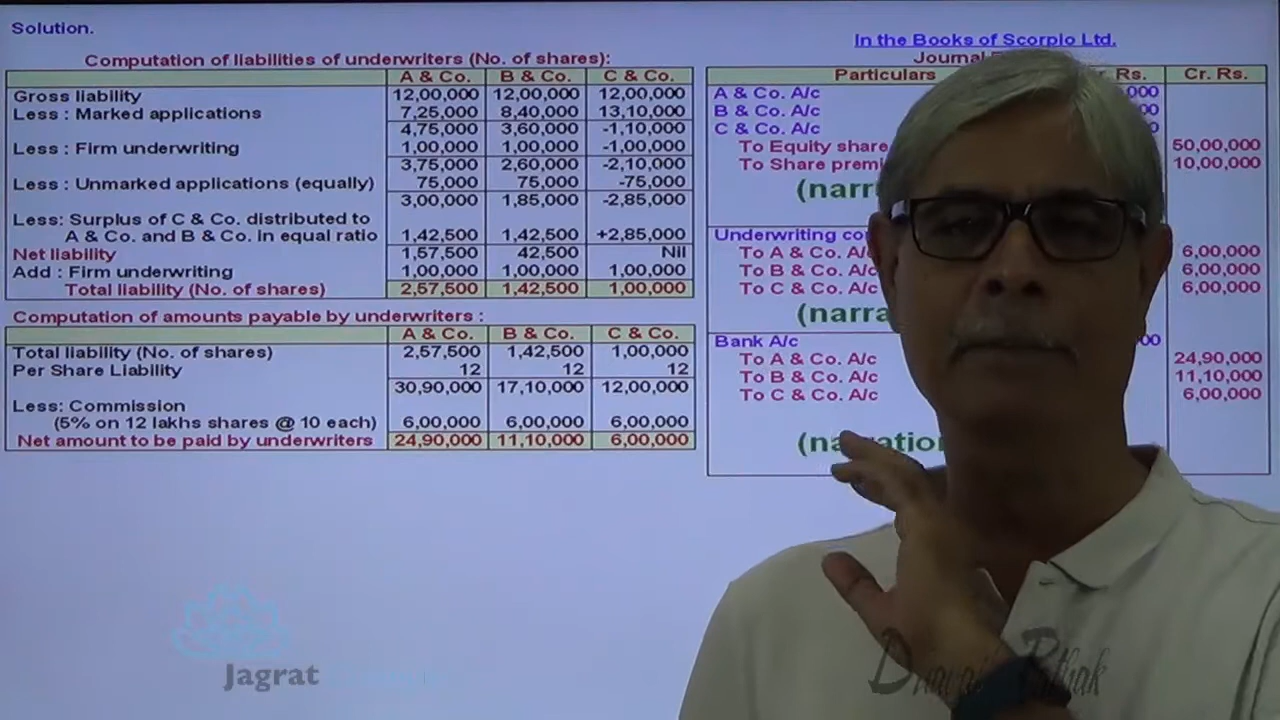 Solution.
Computation of liabilities of underwriters (No. of shares):
A & Co. B & Co. C & Co.
Gross liability 12,00,000 12,00,000 12,00,000
Less : Marked applications 7,25,000 8,40,000 13,10,000
4,75,000 3,60,000 -1,10,000
Less : Firm underwriting 1,00,000 1,00,000 -1,00,000
3,75,000 2,60,000 -2,10,000
Less : Unmarked applications (equally) 75,000 75,000 -75,000
3,00,000 1,85,000 -2,85,000
Less: Surplus of C & Co. distributed to
A & Co. and B & Co. in equal ratio 1,42,500 1,42,500 +2,85,000
Net liability 1,57,500 42,500 Nil
Add : Firm underwriting 1,00,000 1,00,000 1,00,000
Total liability (No. of shares) 2,57,500 1,42,500 1,00,000
Computation of amounts payable by underwriters :
A & Co. B & Co. C & Co.
Total liability (No. of shares) 2,57,500 1,42,500 1,00,000
Per Share Liability 12 12 12
30,90,000 17,10,000 12,00,000
Less: Commission
(5% on 12 lakhs shares @ 10 each) 6,00,000 6,00,000 6,00,000
Net amount to be paid by underwriters 24,90,000 11,10,000 6,00,000
In the Books of Scorpio Ltd.
Journal
Particulars Rs. Cr. Rs.
A & Co. A/c
B & Co. A/c
C & Co. A/c
To Equity share 50,00,000
To Share 10,00,000
Underwriting
To A & Co. 6,00,000
To B & Co. 6,00,000
To C & Co. 6,00,000
Bank A/c
To A & Co. A/c 24,90,000
To B & Co. A/c 11,10,000
To C & Co. A/c 6,00,000
Jagrat